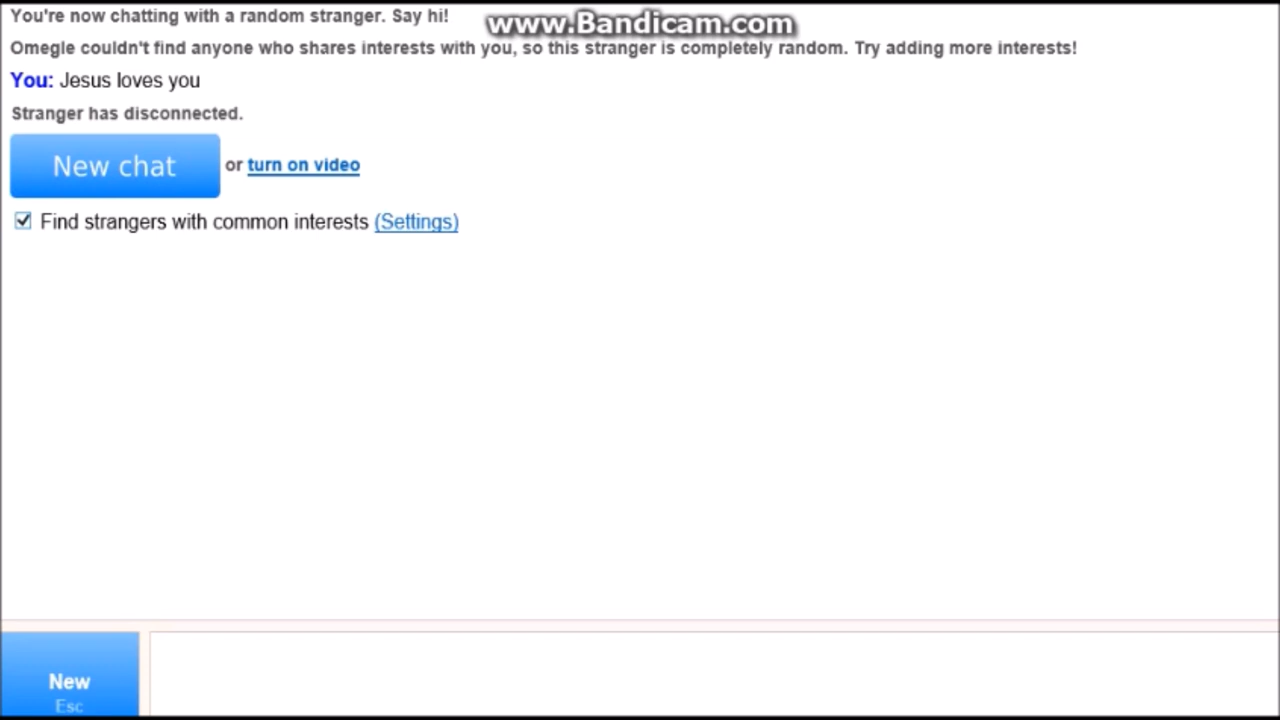 www.Bandicam.com
You're now chatting with a random stranger. Say hi!
Omegle couldn't find anyone who shares interests with you, so this stranger is completely random. Try adding more interests!
You: Jesus loves you
Stranger has disconnected.
New chat or turn on video
Find strangers with common interests (Settings)
New
Esc